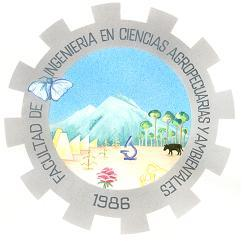 FACULTAD DE INGENIERIA EN CIENCIAS AGROPECUARIAS Y AMBIENTALES
1986